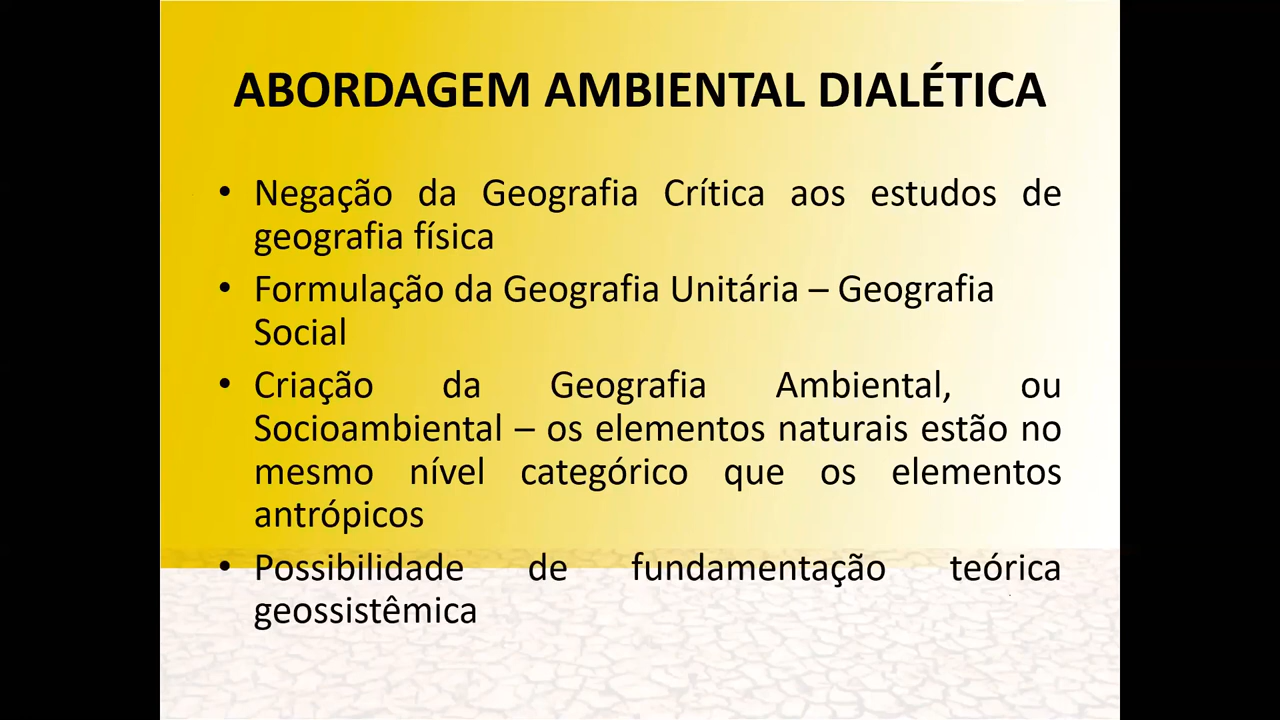 ABORDAGEM AMBIENTAL DIALÉTICA
• Negação da Geografia Crítica aos estudos de
geografia física
• Formulação da Geografia Unitária – Geografia
Social
• Criação da Geografia Ambiental, ou
Socioambiental – os elementos naturais estão no
mesmo nível categórico que os elementos
antrópicos
• Possibilidade de fundamentação teórica
geossistêmica